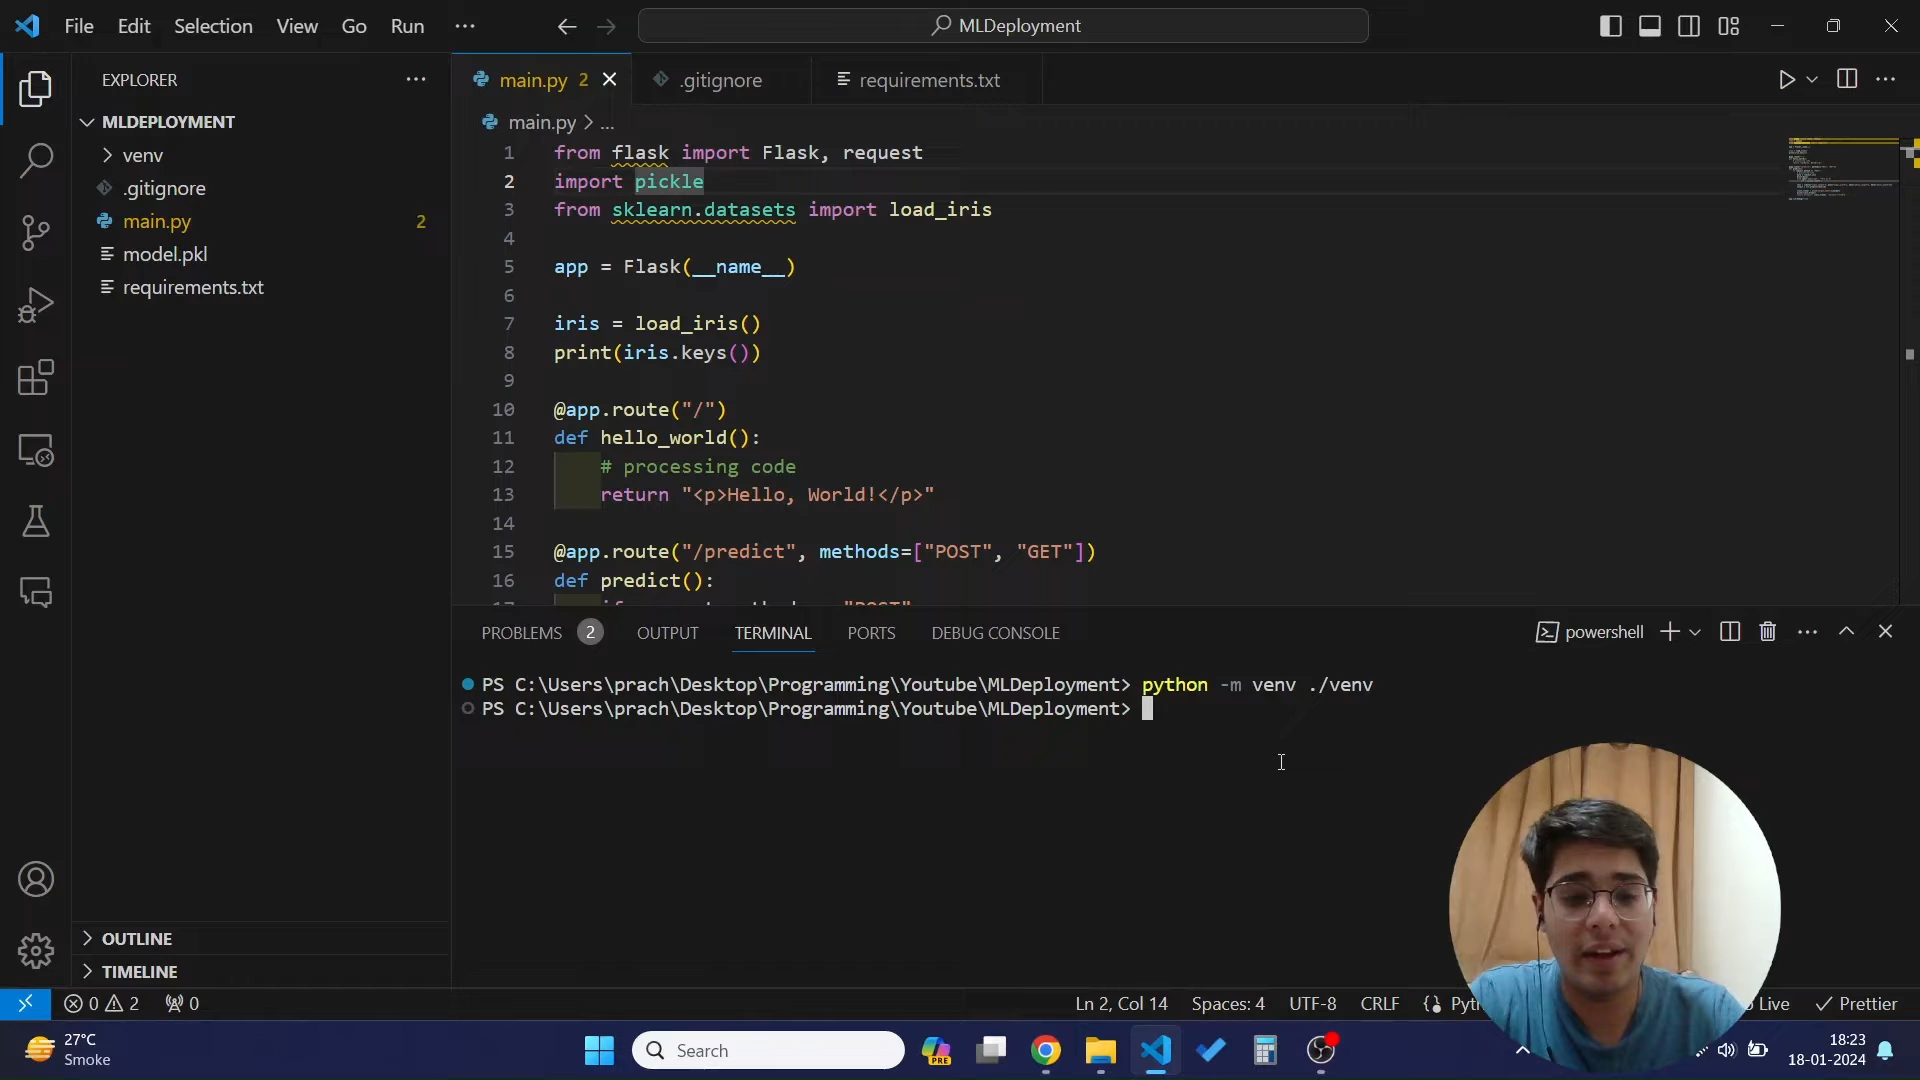 File Edit Selection View Go Run ···
MLDeployment
EXPLORER ···
main.py 2
.gitignore
requirements.txt
MLDEPLOYMENT
venv
.gitignore
main.py 2
model.pkl
requirements.txt
main.py > ...
1 from flask import Flask, request
2 import pickle
3 from sklearn.datasets import load_iris
4
5 app = Flask(__name__)
6
7 iris = load_iris()
8 print(iris.keys())
9
10 @app.route("/")
11 def hello_world():
12 # processing code
13 return "<p>Hello, World!</p>"
14
15 @app.route("/predict", methods=["POST", "GET"])
16 def predict():
PROBLEMS 2 OUTPUT TERMINAL PORTS DEBUG CONSOLE
powershell
PS C:\Users\prach\Desktop\Programming\Youtube\MLDeployment> python -m venv ./venv
PS C:\Users\prach\Desktop\Programming\Youtube\MLDeployment>
OUTLINE
TIMELINE
0 2 0
Ln 2, Col 14 Spaces: 4 UTF-8 CRLF Live Prettier
27°C
Smoke
Search
PRE
18:23
18-01-2024